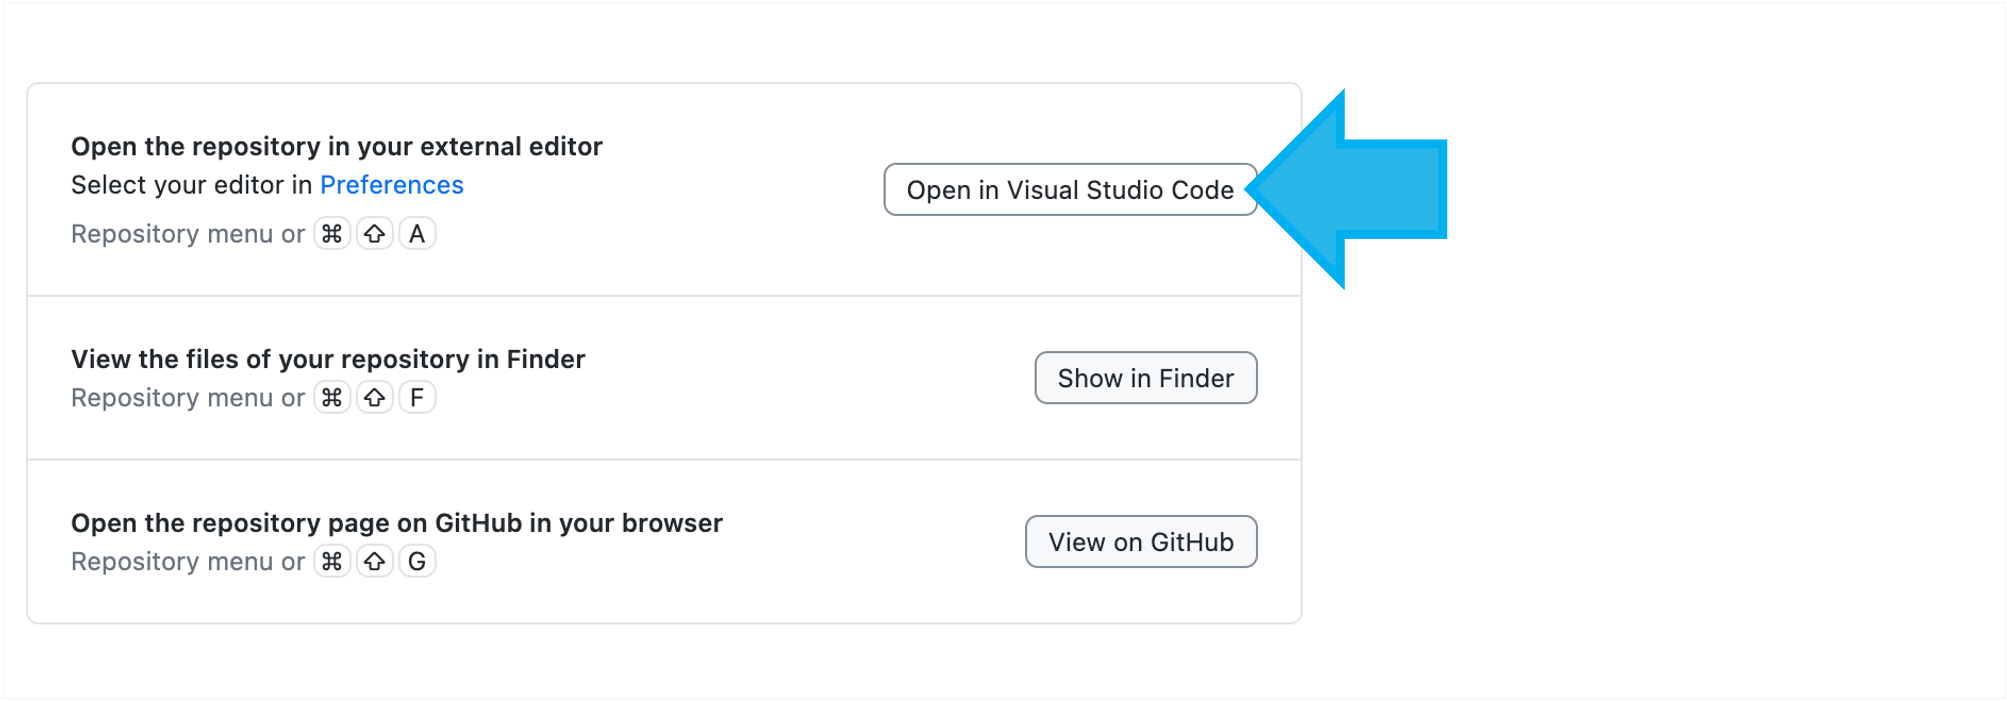 Open the repository in your external editor
Select your editor in Preferences
Repository menu or ⌘ ⇧ A
Open in Visual Studio Code
View the files of your repository in Finder
Repository menu or ⌘ ⇧ F
Show in Finder
Open the repository page on GitHub in your browser
Repository menu or ⌘ ⇧ G
View on GitHub